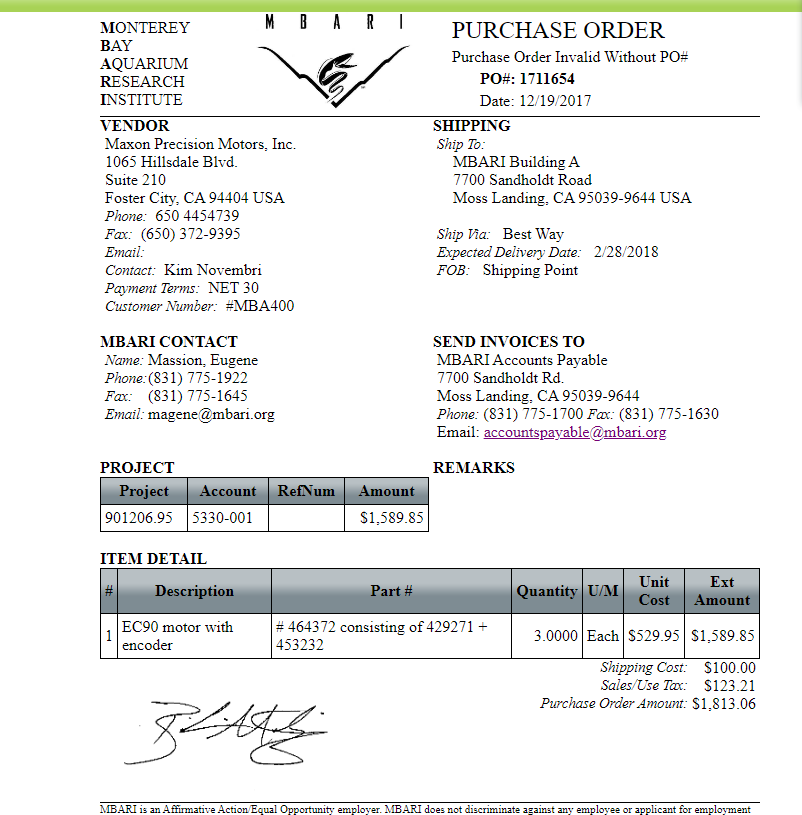 MONTEREY
BAY
AQUARIUM
RESEARCH
INSTITUTE
M B A R I
PURCHASE ORDER
Purchase Order Invalid Without PO#
PO#: 1711654
Date: 12/19/2017
VENDOR
Maxon Precision Motors, Inc.
1065 Hillsdale Blvd.
Suite 210
Foster City, CA 94404 USA
Phone: 650 4454739
Fax: (650) 372-9395
Email:
Contact: Kim Novembri
Payment Terms: NET 30
Customer Number: #MBA400
SHIPPING
Ship To:
MBARI Building A
7700 Sandholdt Road
Moss Landing, CA 95039-9644 USA
Ship Via: Best Way
Expected Delivery Date: 2/28/2018
FOB: Shipping Point
MBARI CONTACT
Name: Massion, Eugene
Phone:(831) 775-1922
Fax: (831) 775-1645
Email: magene@mbari.org
SEND INVOICES TO
MBARI Accounts Payable
7700 Sandholdt Rd.
Moss Landing, CA 95039-9644
Phone: (831) 775-1700 Fax: (831) 775-1630
Email: accountspayable@mbari.org
PROJECT
Project Account RefNum Amount
901206.95 5330-001 $1,589.85
REMARKS
ITEM DETAIL
# Description Part # Quantity U/M Unit Cost Ext Amount
1 EC90 motor with encoder # 464372 consisting of 429271 + 453232 3.0000 Each $529.95 $1,589.85
Shipping Cost: $100.00
Sales/Use Tax: $123.21
Purchase Order Amount: $1,813.06
MBARI is an Affirmative Action/Equal Opportunity employer. MBARI does not discriminate against any employee or applicant for employment